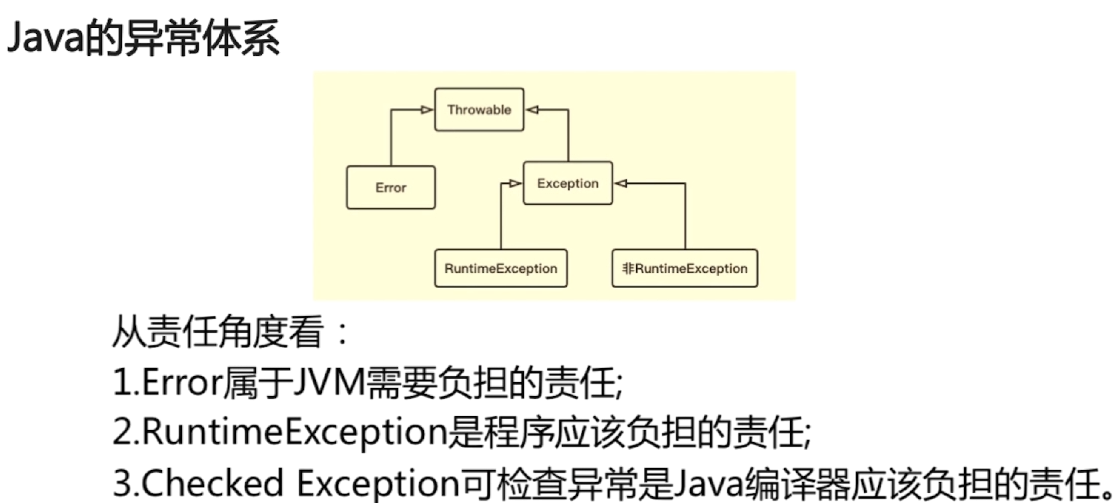 Java的异常体系
Throwable
Error
Exception
RuntimeException
非RuntimeException
从责任角度看：
1.Error属于JVM需要负担的责任;
2.RuntimeException是程序应该负担的责任;
3.Checked Exception可检查异常是Java编译器应该负担的责任.